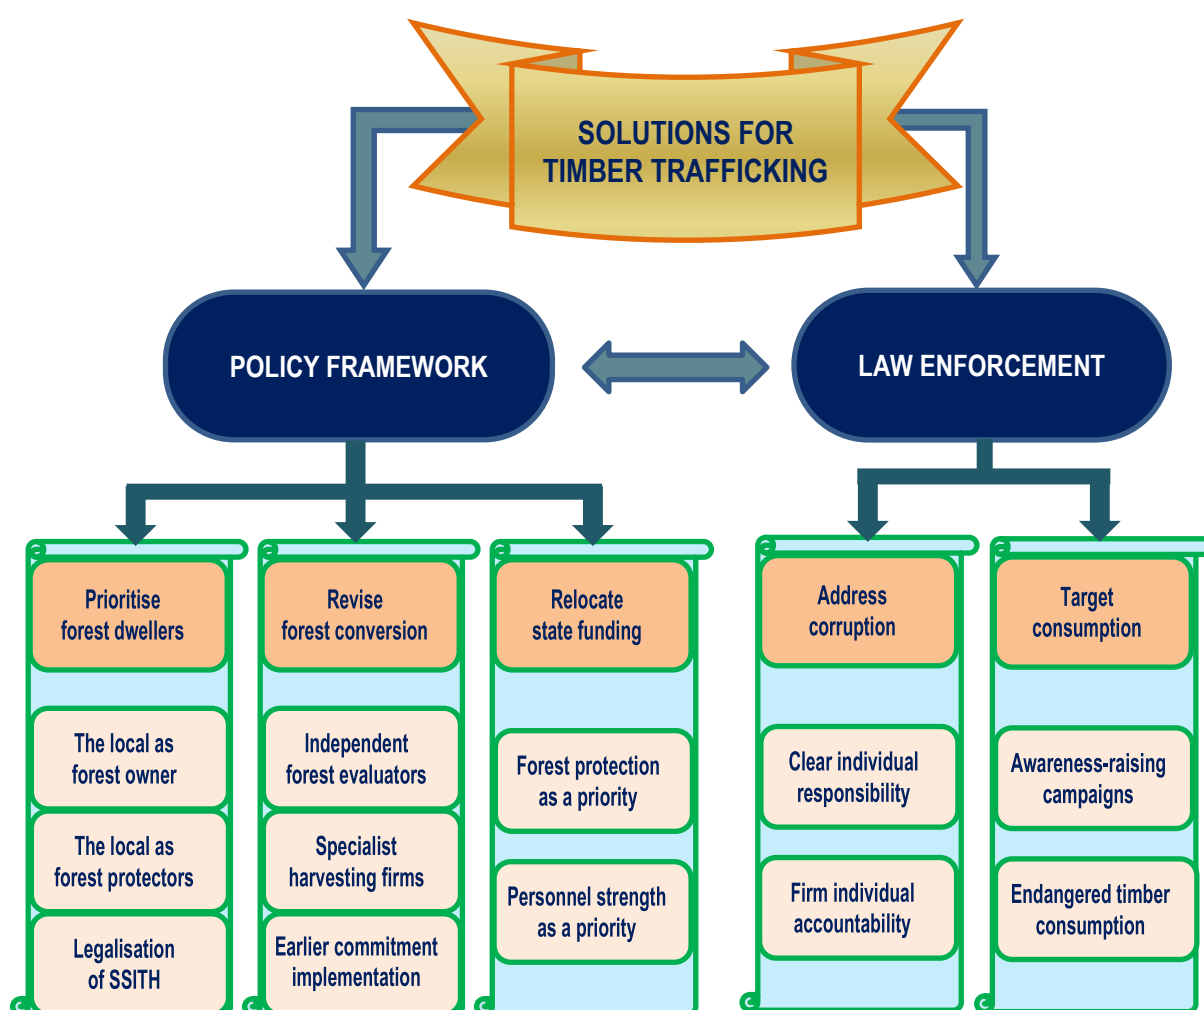 SOLUTIONS FOR
TIMBER TRAFFICKING
POLICY FRAMEWORK
LAW ENFORCEMENT
Prioritise
forest dwellers
The local as
forest owner
The local as
forest protectors
Legalisation
of SSITH
Revise
forest conversion
Independent
forest evaluators
Specialist
harvesting firms
Earlier commitment
implementation
Relocate
state funding
Forest protection
as a priority
Personnel strength
as a priority
Address
corruption
Clear individual
responsibility
Firm individual
accountability
Target
consumption
Awareness-raising
campaigns
Endangered timber
consumption